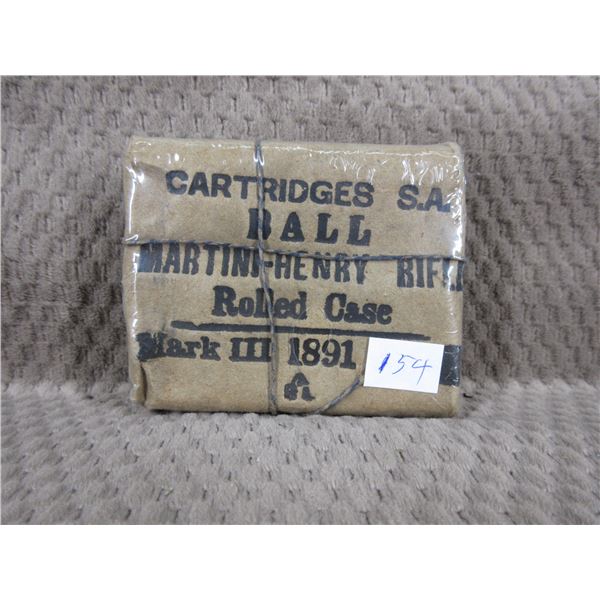 CARTRIDGES S.A.
BALL
MARTINI-HENRY RIFLE
Rolled Case
Mark III 1891
154